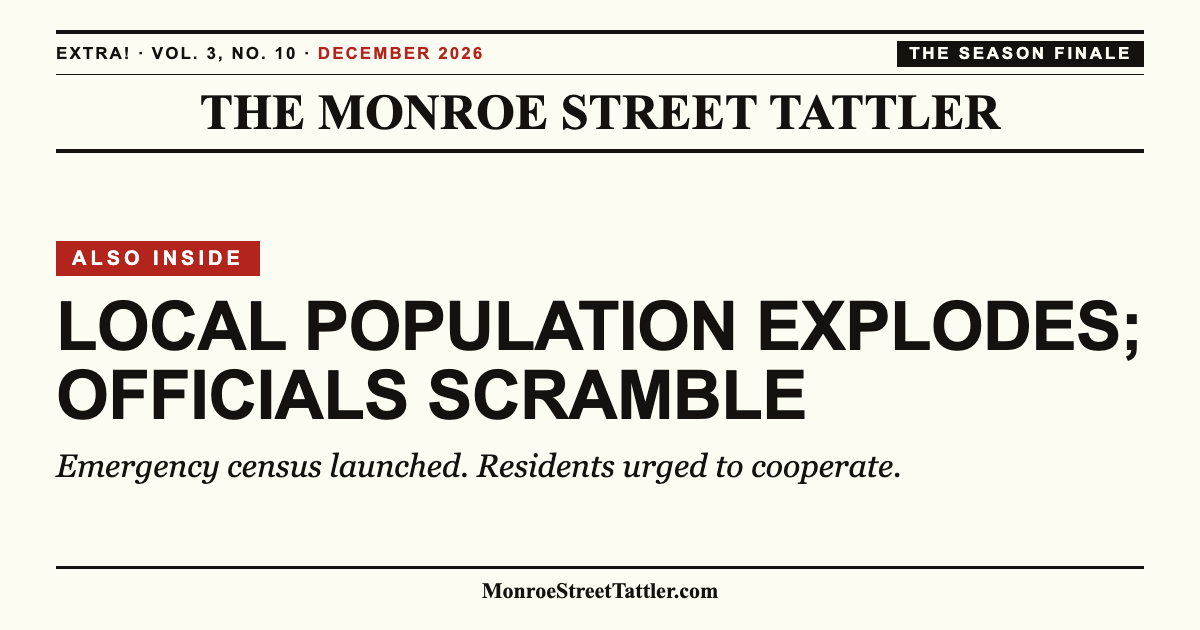 EXTRA! · VOL. 3, NO. 10 · DECEMBER 2026
THE SEASON FINALE
THE MONROE STREET TATTLER
ALSO INSIDE
LOCAL POPULATION EXPLODES;
OFFICIALS SCRAMBLE
Emergency census launched. Residents urged to cooperate.
MonroeStreetTattler.com